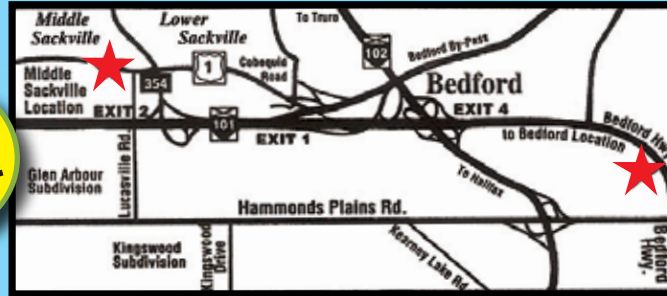 Middle
Sackville
Lower
Sackville
To Truro
102
Bedford By-Pass
Middle
Sackville
Location
354
1
Cobequid
Road
Bedford
EXIT 2
EXIT 4
101
EXIT 1
to Bedford Location
Bedford Hwy.
Lucasville Rd.
Glen Arbour
Subdivision
To Halifax
Hammonds Plains Rd.
Kingswood
Subdivision
Kingswood
Drive
Kearney Lake Rd
Bedford
Hwy.